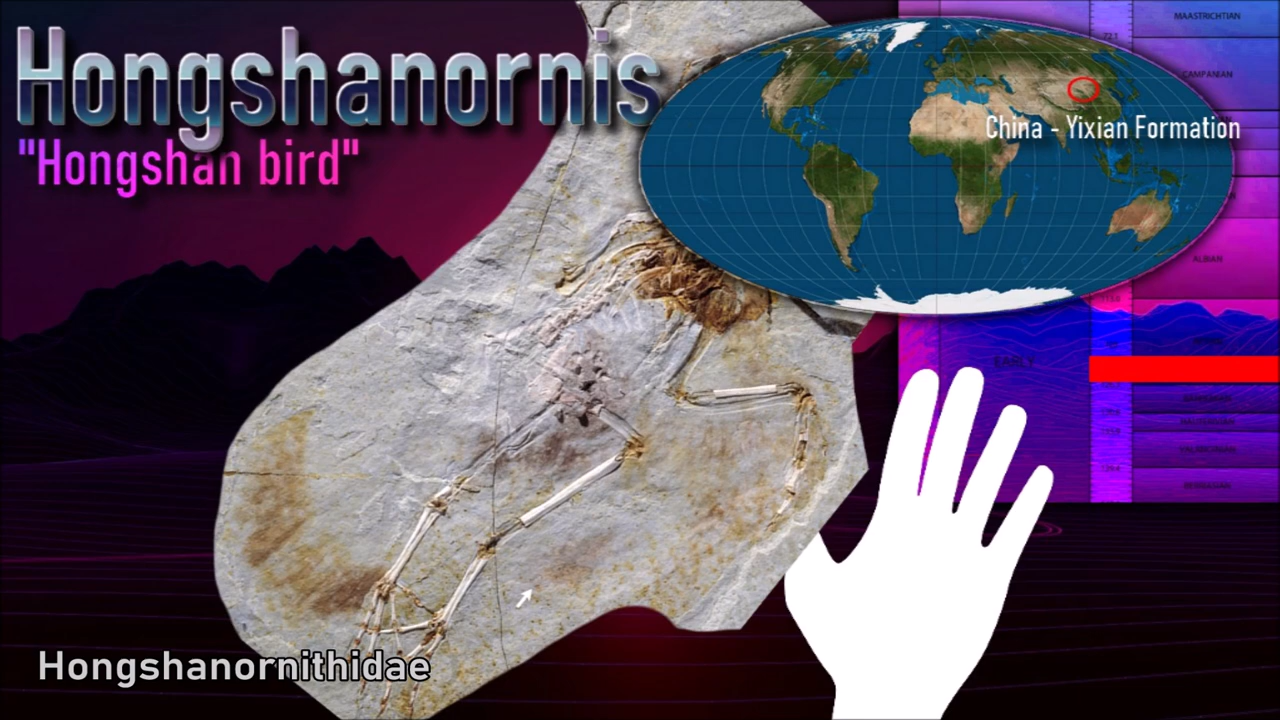 Hongshanornis
"Hongshan bird"
MAASTRICHTIAN
CAMPANIAN
China - Yixian Formation
ALBIAN
EARLY
Hongshanornithidae